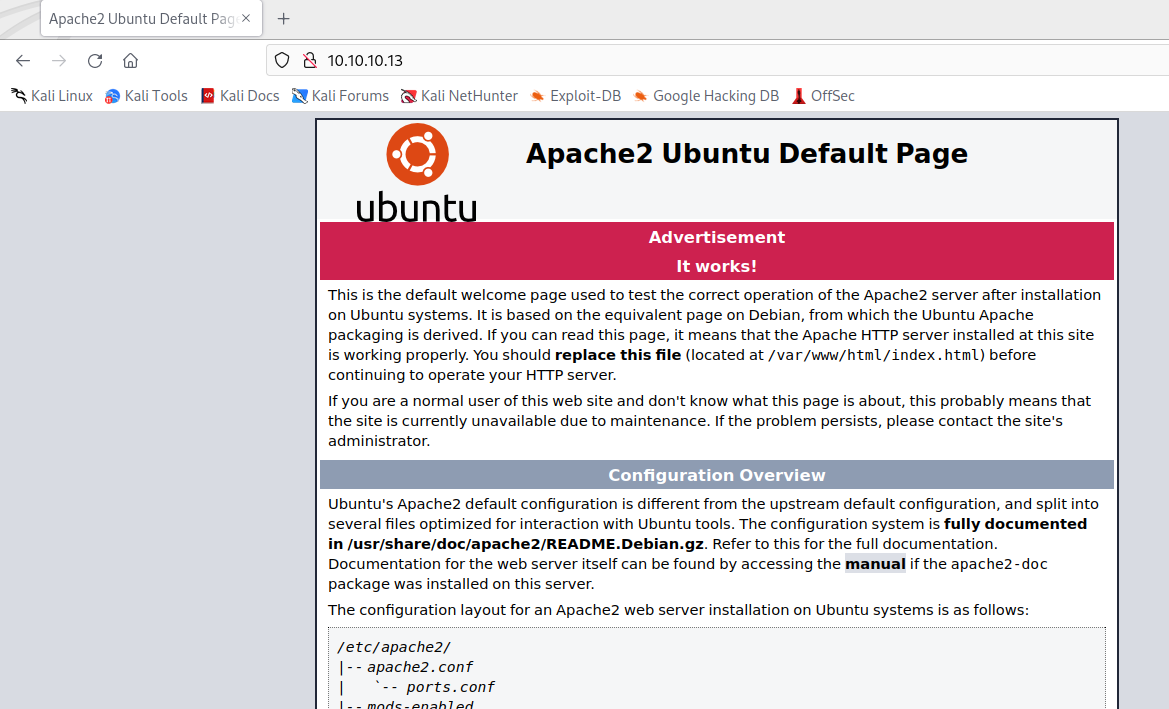 Apache2 Ubuntu Default Pag
10.10.10.13
Kali Linux Kali Tools Kali Docs Kali Forums Kali NetHunter Exploit-DB Google Hacking DB OffSec
ubuntu
Apache2 Ubuntu Default Page
Advertisement
It works!
This is the default welcome page used to test the correct operation of the Apache2 server after installation
on Ubuntu systems. It is based on the equivalent page on Debian, from which the Ubuntu Apache
packaging is derived. If you can read this page, it means that the Apache HTTP server installed at this site
is working properly. You should replace this file (located at /var/www/html/index.html) before
continuing to operate your HTTP server.
If you are a normal user of this web site and don't know what this page is about, this probably means that
the site is currently unavailable due to maintenance. If the problem persists, please contact the site's
administrator.
Configuration Overview
Ubuntu's Apache2 default configuration is different from the upstream default configuration, and split into
several files optimized for interaction with Ubuntu tools. The configuration system is fully documented
in /usr/share/doc/apache2/README.Debian.gz. Refer to this for the full documentation.
Documentation for the web server itself can be found by accessing the manual if the apache2-doc
package was installed on this server.
The configuration layout for an Apache2 web server installation on Ubuntu systems is as follows:
/etc/apache2/
|-- apache2.conf
|   `-- ports.conf
|-- mods-enabled